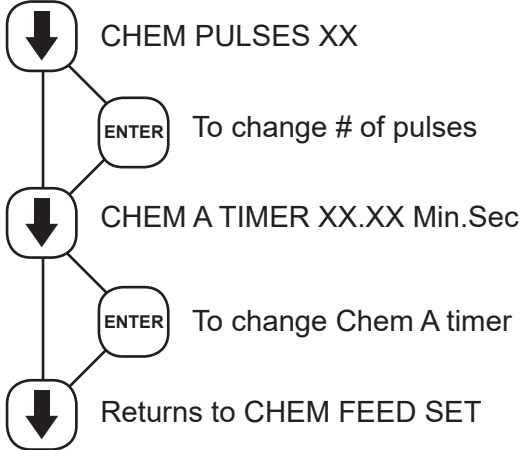 CHEM PULSES XX
ENTER To change # of pulses
CHEM A TIMER XX.XX Min.Sec
ENTER To change Chem A timer
Returns to CHEM FEED SET